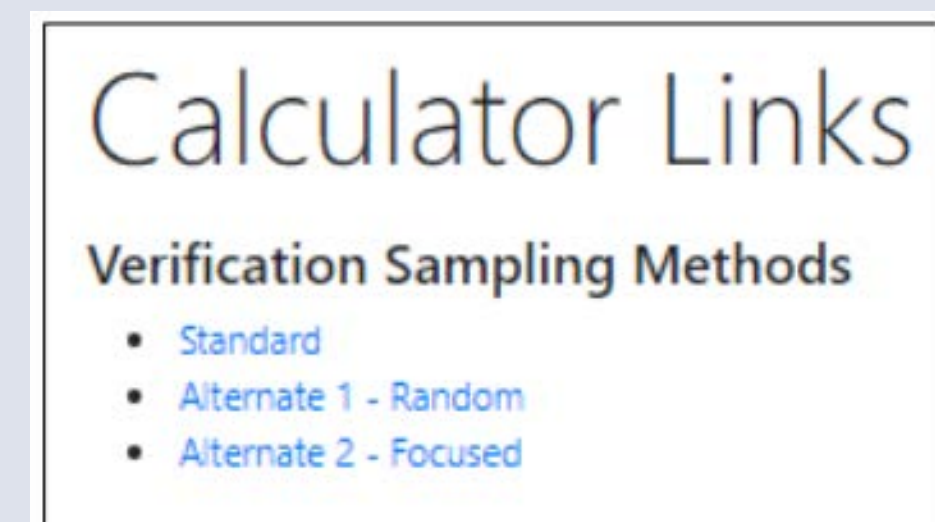 Calculator Links
Verification Sampling Methods
• Standard
• Alternate 1 - Random
• Alternate 2 - Focused